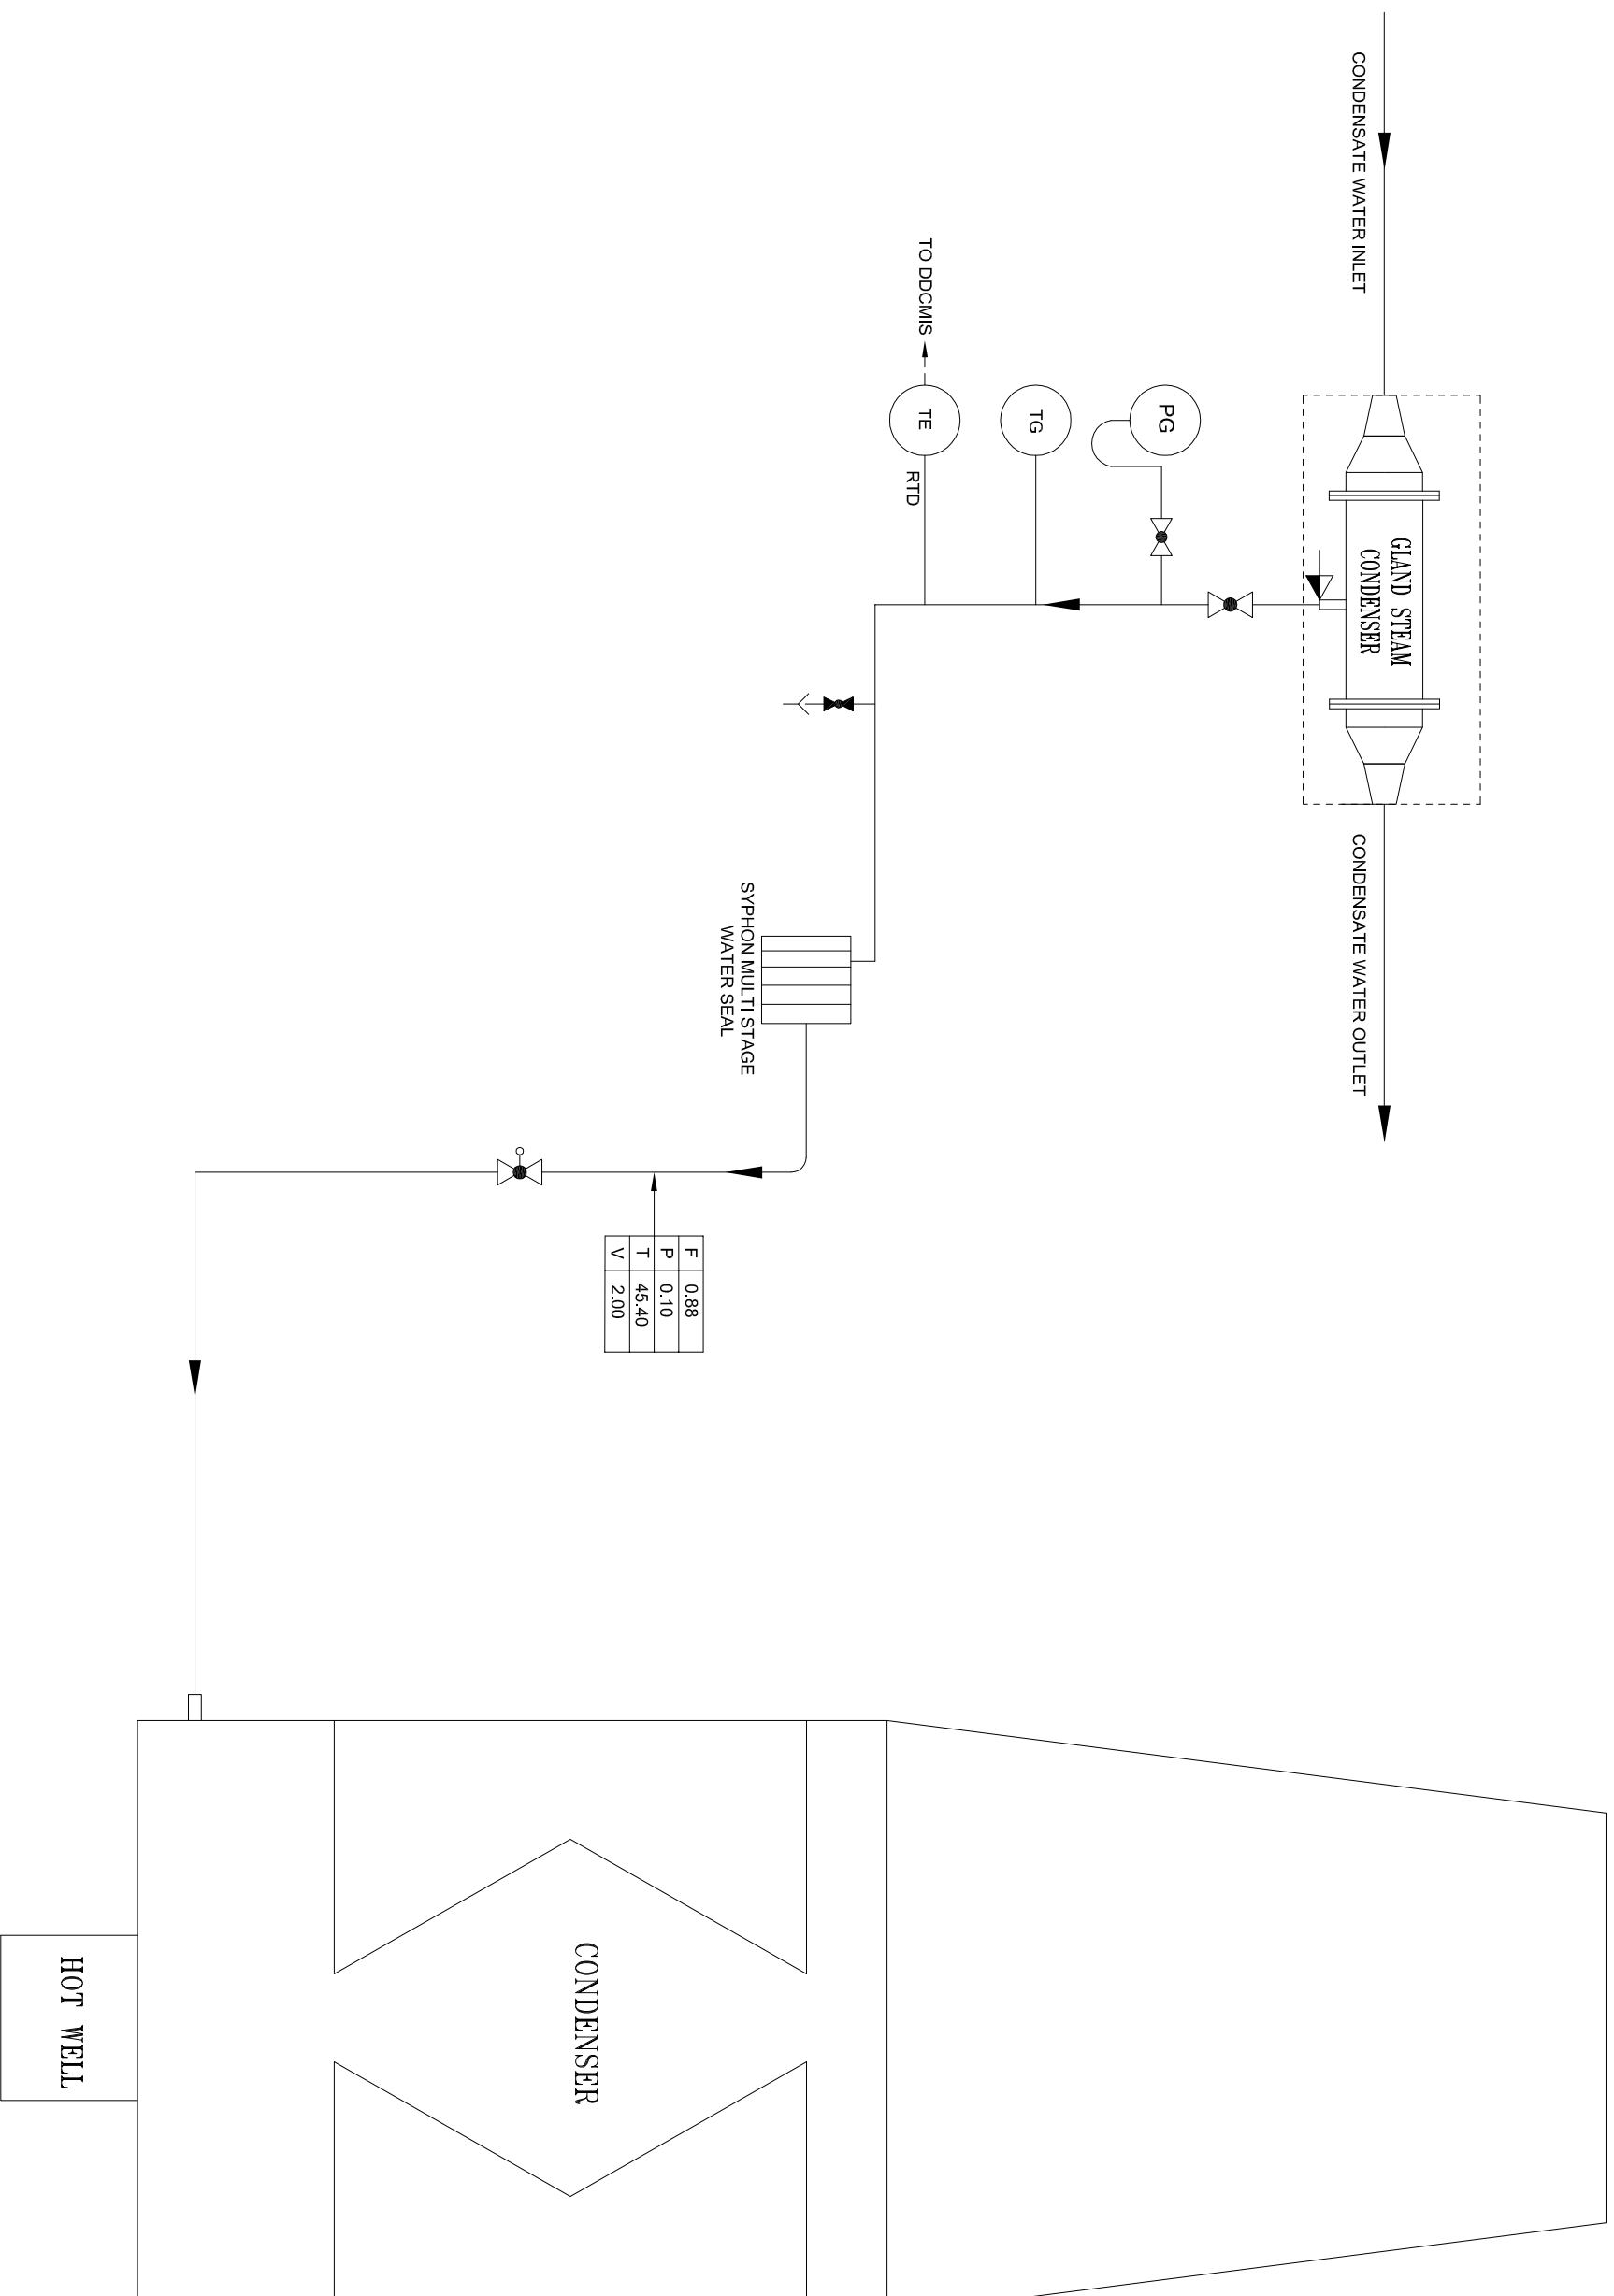 CONDENSATE WATER INLET
GLAND STEAM
CONDENSER
CONDENSATE WATER OUTLET
PG
TG
TE
RTD
TO DDCMIS
SYPHON MULTI STAGE
WATER SEAL
F 0.88
P 0.10
T 45.40
V 2.00
CONDENSER
HOT WELL